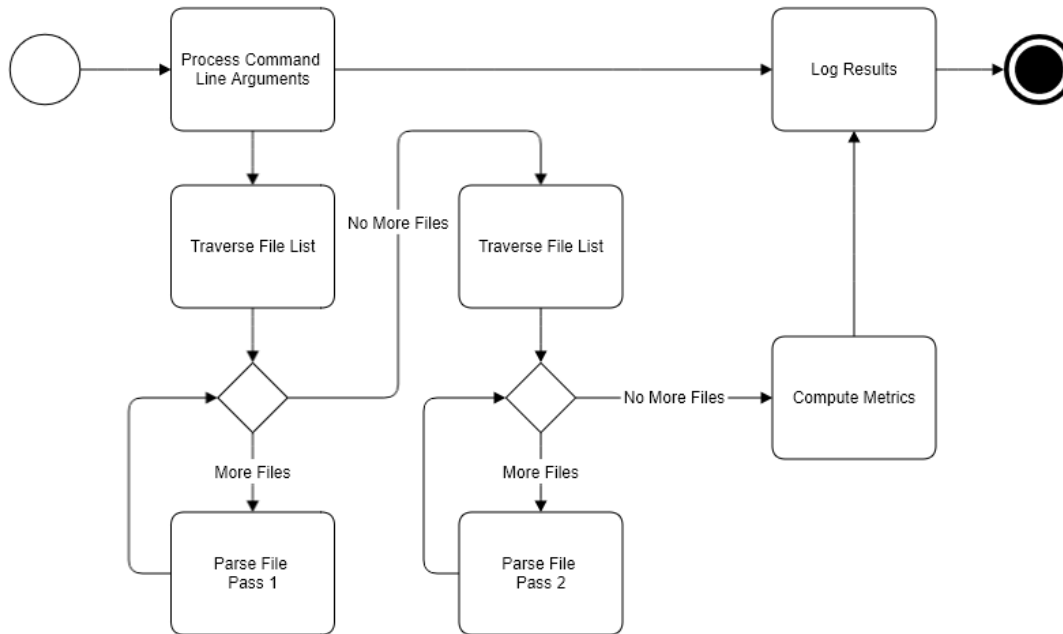 Process Command
Line Arguments
Log Results
No More Files
Traverse File List
Traverse File List
No More Files
Compute Metrics
More Files
More Files
Parse File
Pass 1
Parse File
Pass 2